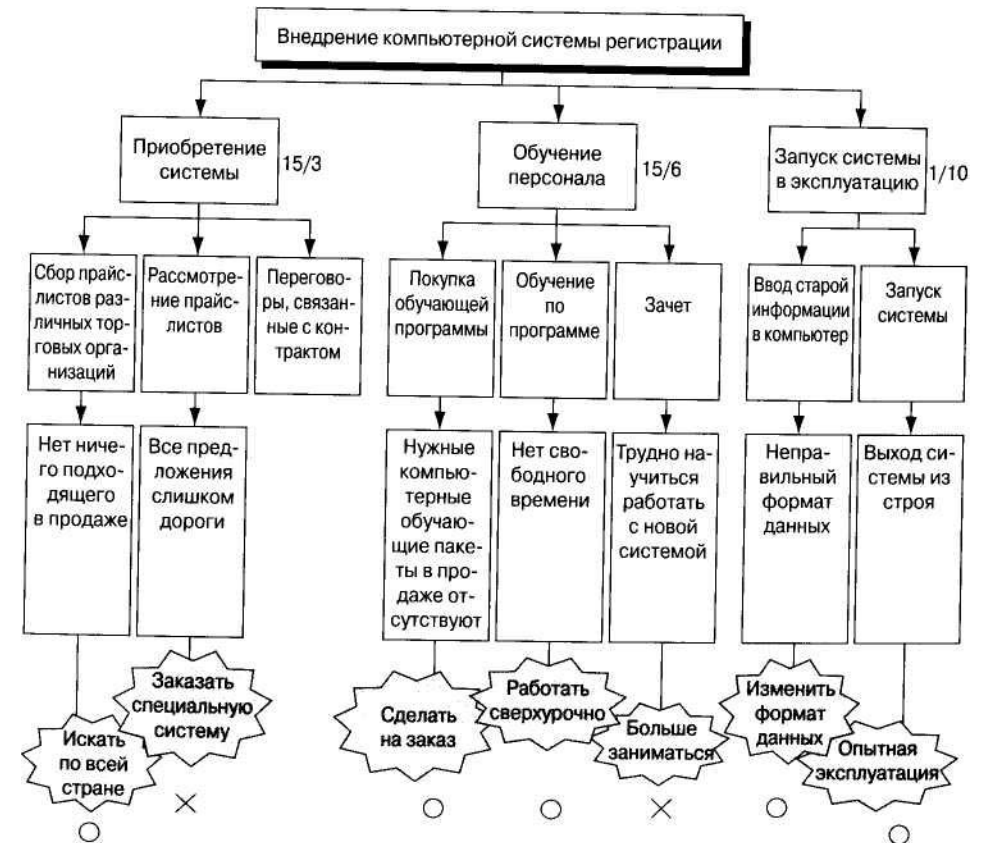 Внедрение компьютерной системы регистрации
Приобретение
системы
15/3
Обучение
персонала
15/6
Запуск системы
в эксплуатацию
1/10
Сбор прайс-
листов раз-
личных тор-
говых орга-
низаций
Рассмотре-
ние прайс-
листов
Перегово-
ры, связан-
ные с кон-
трактом
Покупка
обучающей
программы
Обучение
по
программе
Зачет
Ввод старой
информации
в компьютер
Запуск
системы
Нет ниче-
го подхо-
дящего
в продаже
Все пред-
ложения
слишком
дороги
Нужные
компью-
терные
обучаю-
щие паке-
ты в про-
даже от-
сутствуют
Нет сво-
бодного
времени
Трудно на-
учиться
работать
с новой
системой
Непра-
вильный
формат
данных
Выход си-
стемы из
строя
Искать
по всей
стране
Заказать
специальную
систему
Сделать
на заказ
Работать
сверхурочно
Больше
заниматься
Изменить
формат
данных
Опытная
эксплуатация